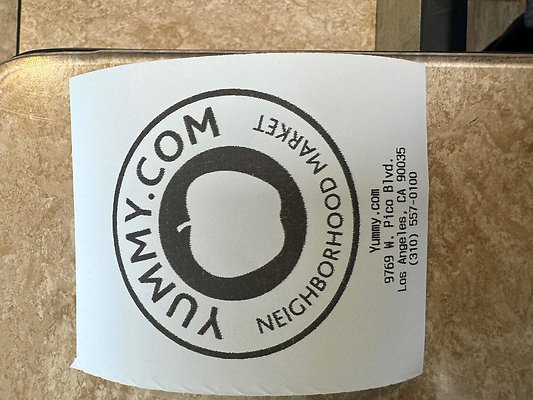 YUMMY.COM
NEIGHBORHOOD MARKET
Yummy.com
9769 W. Pico Blvd.
Los Angeles, CA 90035
(310) 557-0100